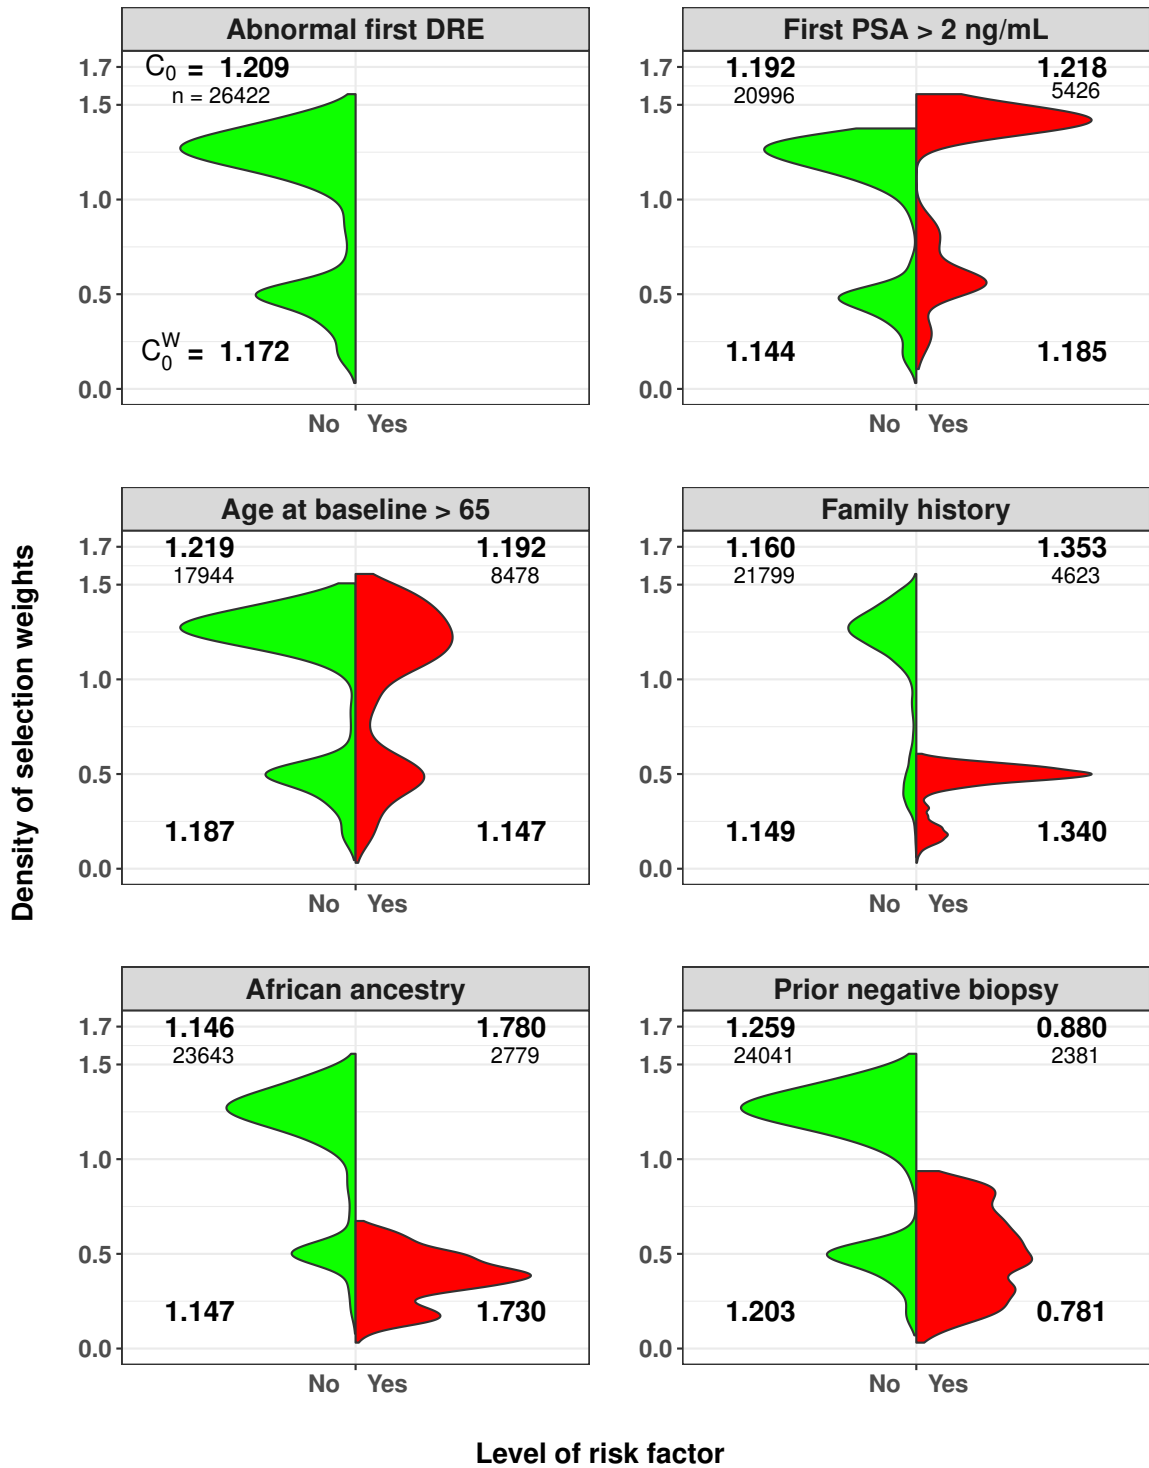 Abnormal first DRE
First PSA > 2 ng/mL
1.7
C0 = 1.209
n = 26422
1.5
1.0
0.5
C0W = 1.172
0.0
No Yes
1.7
1.192 1.218
20996 5426
1.5
1.0
0.5
1.144 1.185
0.0
No Yes
Density of selection weights
Age at baseline > 65
Family history
1.7
1.219 1.192
17944 8478
1.5
1.0
0.5
1.187 1.147
0.0
No Yes
1.7
1.160 1.353
21799 4623
1.5
1.0
0.5
1.149 1.340
0.0
No Yes
African ancestry
Prior negative biopsy
1.7
1.146 1.780
23643 2779
1.5
1.0
0.5
1.147 1.730
0.0
No Yes
1.7
1.259 0.880
24041 2381
1.5
1.0
0.5
1.203 0.781
0.0
No Yes
Level of risk factor